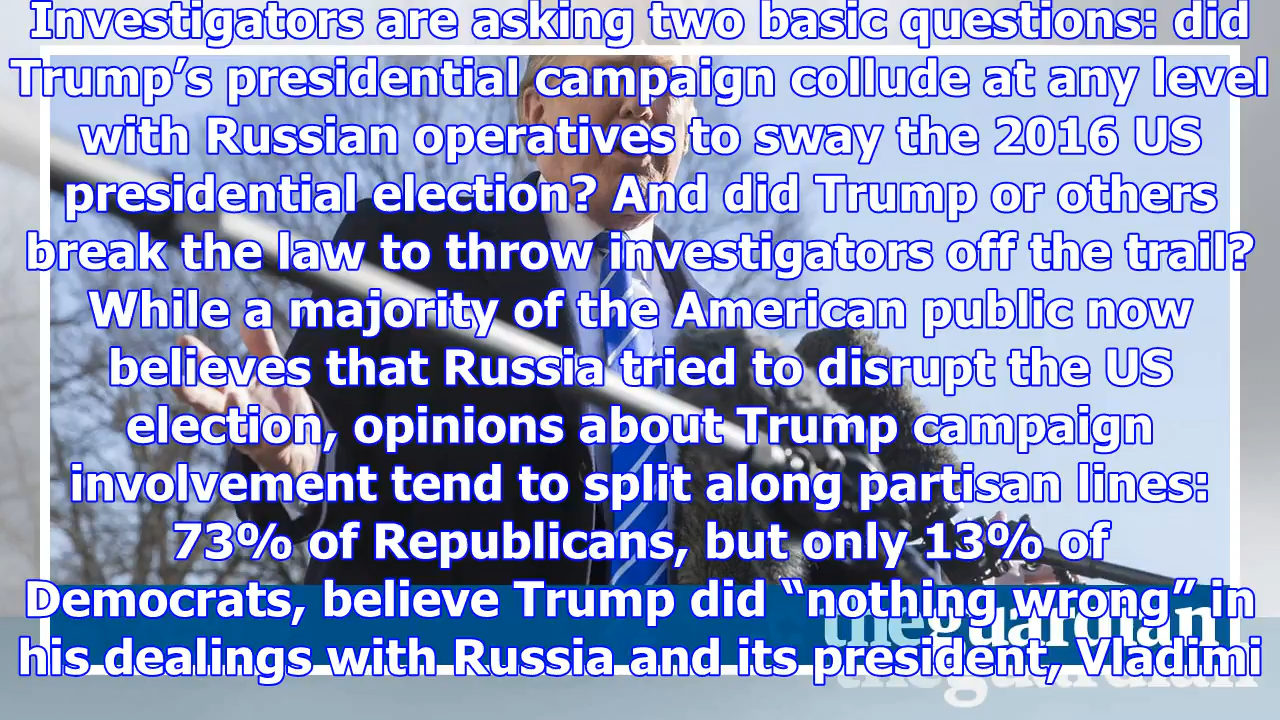 Investigators are asking two basic questions: did
Trump’s presidential campaign collude at any level
with Russian operatives to sway the 2016 US
presidential election? And did Trump or others
break the law to throw investigators off the trail?
While a majority of the American public now
believes that Russia tried to disrupt the US
election, opinions about Trump campaign
involvement tend to split along partisan lines:
73% of Republicans, but only 13% of
Democrats, believe Trump did “nothing wrong” in
his dealings with Russia and its president, Vladimi
theguardian